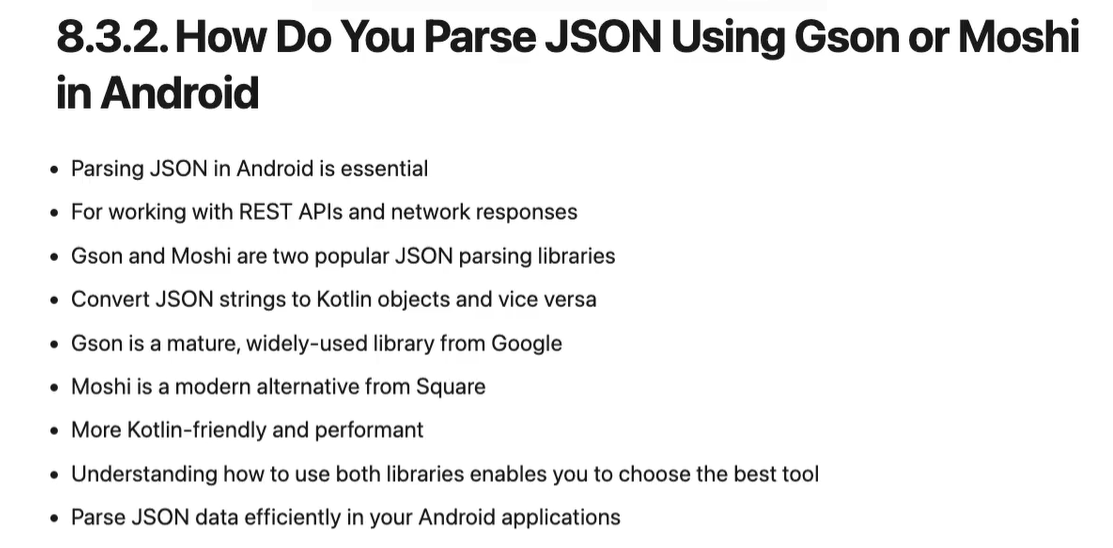 8.3.2. How Do You Parse JSON Using Gson or Moshi
in Android
• Parsing JSON in Android is essential
• For working with REST APIs and network responses
• Gson and Moshi are two popular JSON parsing libraries
• Convert JSON strings to Kotlin objects and vice versa
• Gson is a mature, widely-used library from Google
• Moshi is a modern alternative from Square
• More Kotlin-friendly and performant
• Understanding how to use both libraries enables you to choose the best tool
• Parse JSON data efficiently in your Android applications